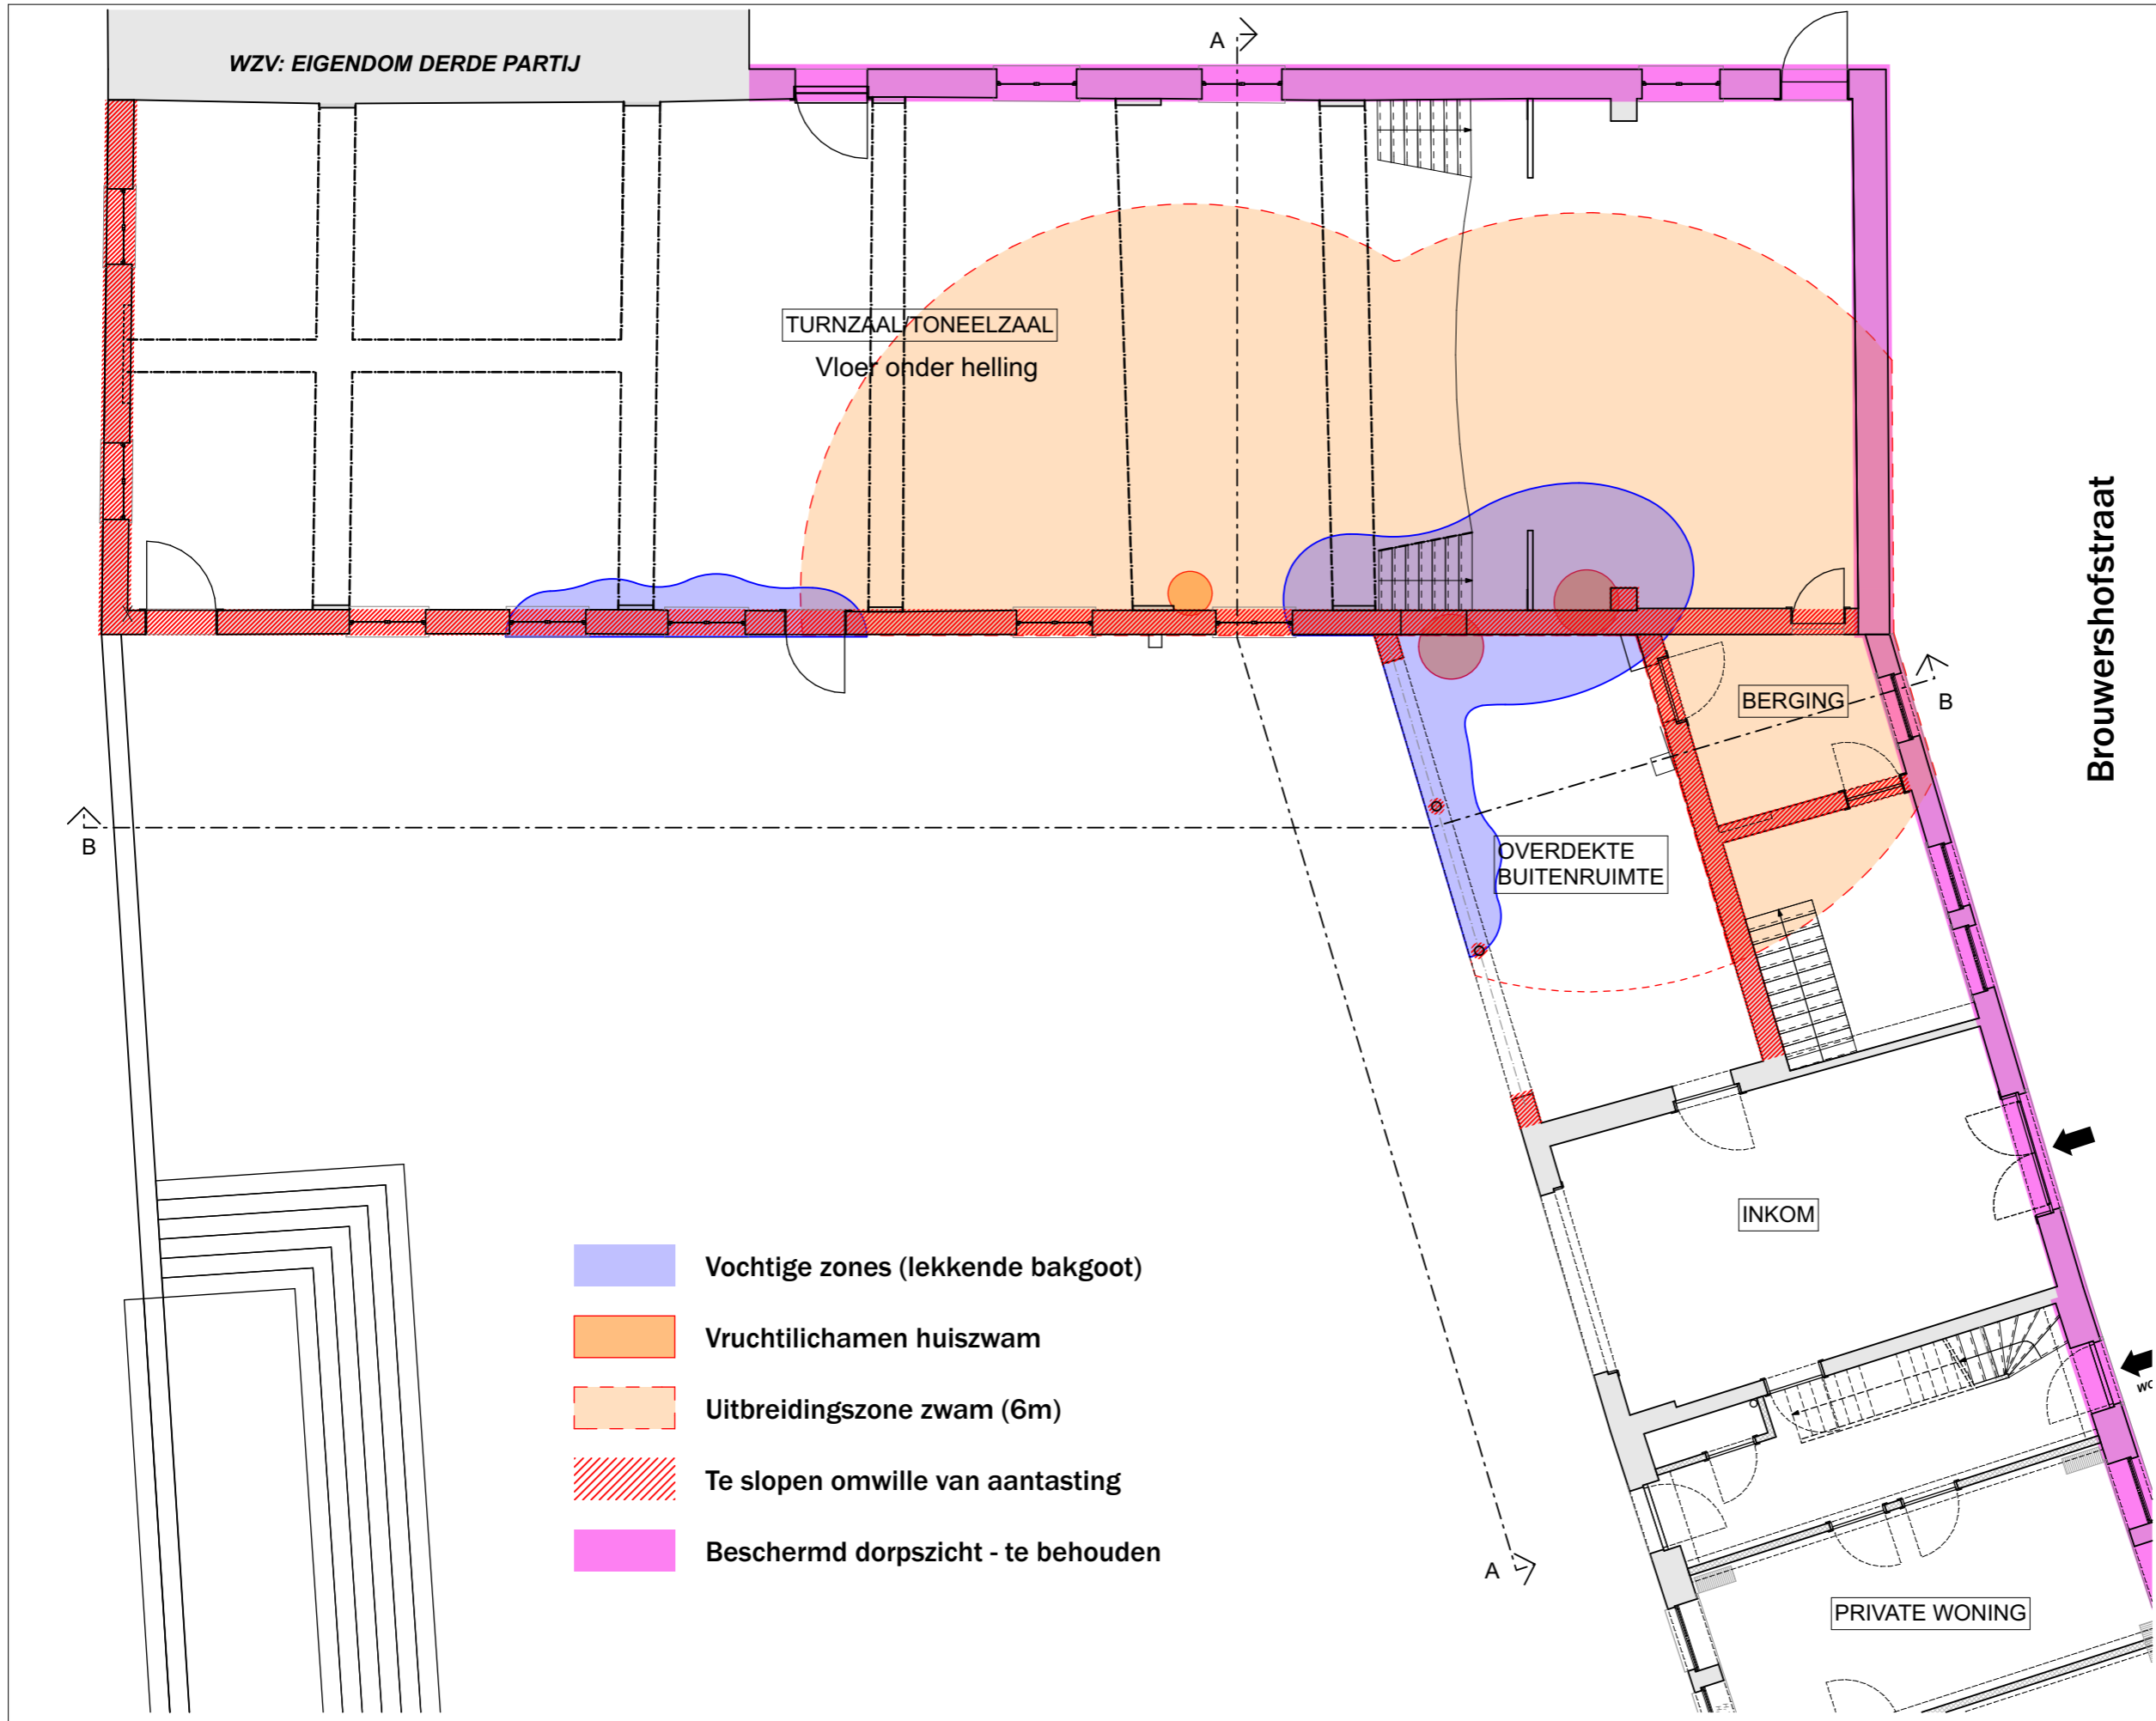 WZV: EIGENDOM DERDE PARTIJ
A
TURNZAAL/TONEELZAAL
Vloer onder helling
Brouwershofstraat
BERGING
B
B
OVERDEKTE
BUITENRUIMTE
INKOM
Vochtige zones (lekkende bakgoot)
Vruchtilichamen huiszwam
Uitbreidingszone zwam (6m)
Te slopen omwille van aantasting
Beschermd dorpszicht - te behouden
A
PRIVATE WONING